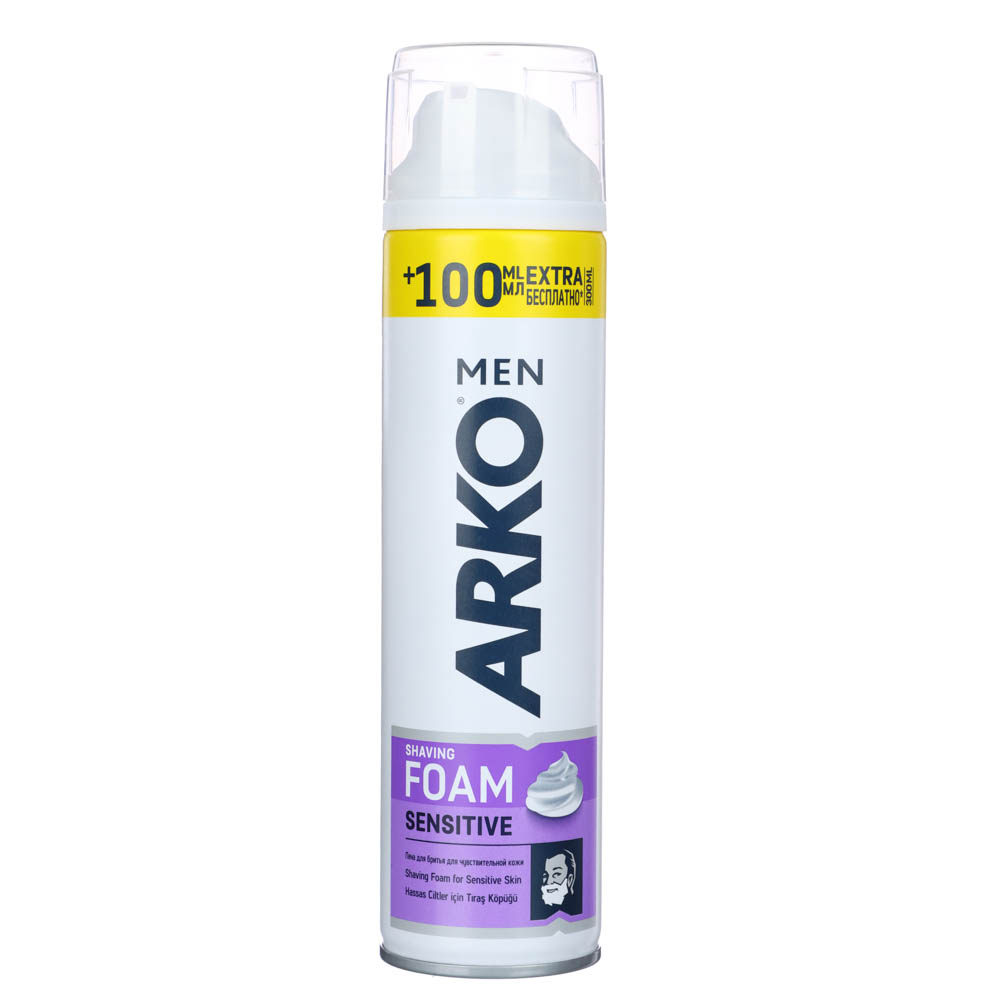 +100 ML EXTRA
МЛ БЕСПЛАТНО*
300ML
MEN
ARKO
®
SHAVING
FOAM
SENSITIVE
Пена для бритья для чувствительной кожи
Shaving Foam for Sensitive Skin
Hassas Ciltler için Tıraş Köpüğü